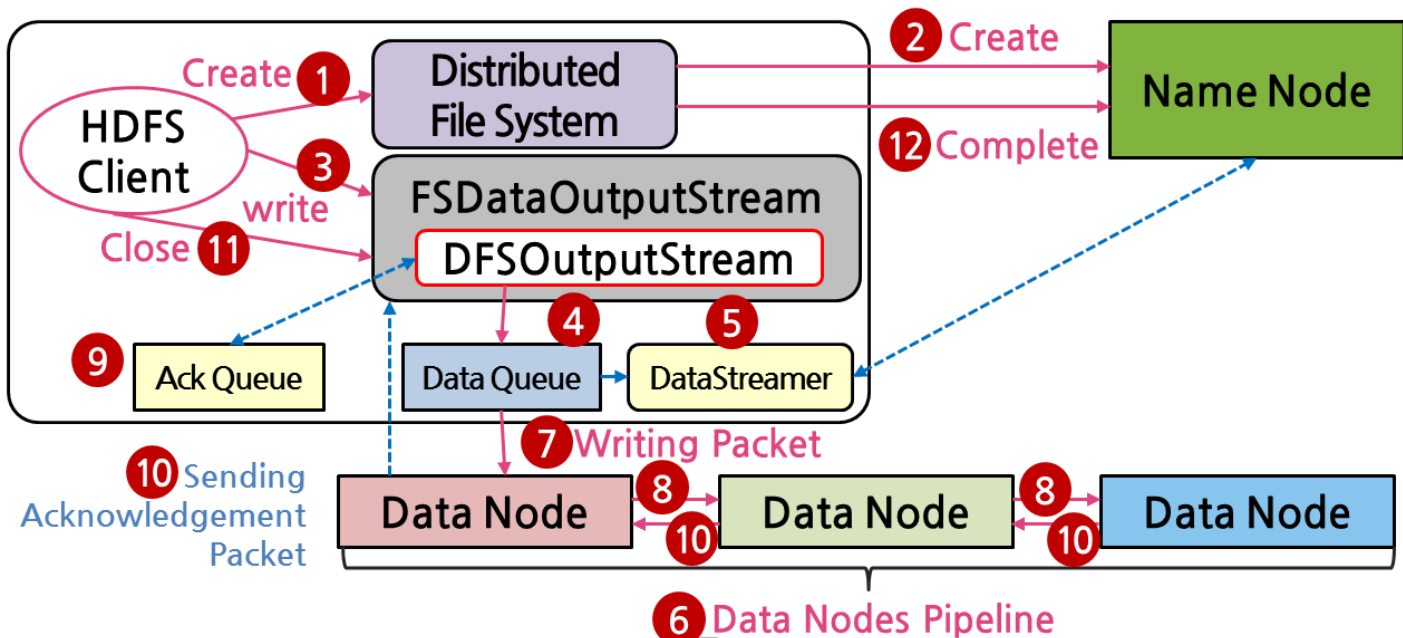 Create 1
HDFS
Client
Distributed
File System
2 Create
12 Complete
Name Node
3
write
Close 11
FSDataOutputStream
DFSOutputStream
4
5
9
Ack Queue
Data Queue
DataStreamer
7 Writing Packet
10 Sending
Acknowledgement
Packet
Data Node
8
10
Data Node
8
10
Data Node
6 Data Nodes Pipeline